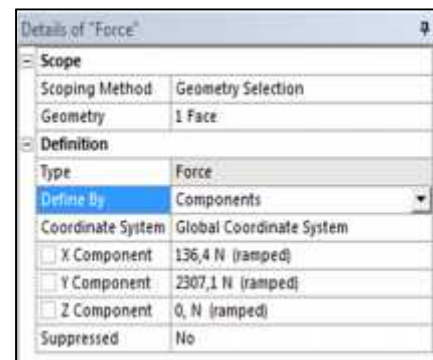 Details of "Force"
Scope
Scoping Method Geometry Selection
Geometry 1 Face
Definition
Type Force
Define By Components
Coordinate System Global Coordinate System
X Component 136,4 N (ramped)
Y Component 2307,1 N (ramped)
Z Component 0, N (ramped)
Suppressed No